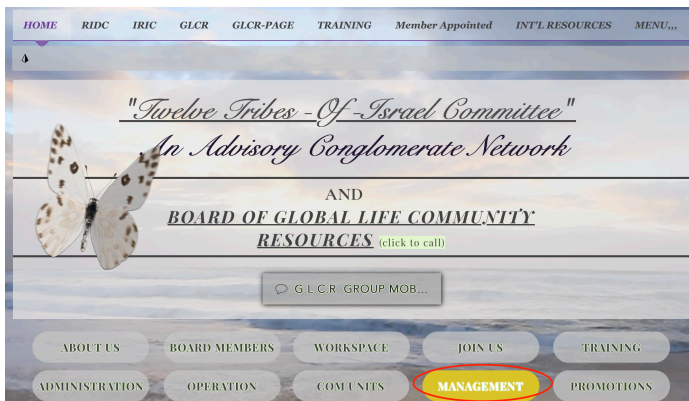 HOME RIDC IRIC GLCR GLCR-PAGE TRAINING Member Appointed INT'L RESOURCES MENU,,,
"Twelve Tribes -Of-Israel Committee"
An Advisory Conglomerate Network
AND
BOARD OF GLOBAL LIFE COMMUNITY
RESOURCES (click to call)
G.L.C.R. GROUP MOB...
ABOUT US BOARD MEMBERS WORKSPACE JOIN US TRAINING
ADMINISTRATION OPERATION COM UNITS MANAGEMENT PROMOTIONS